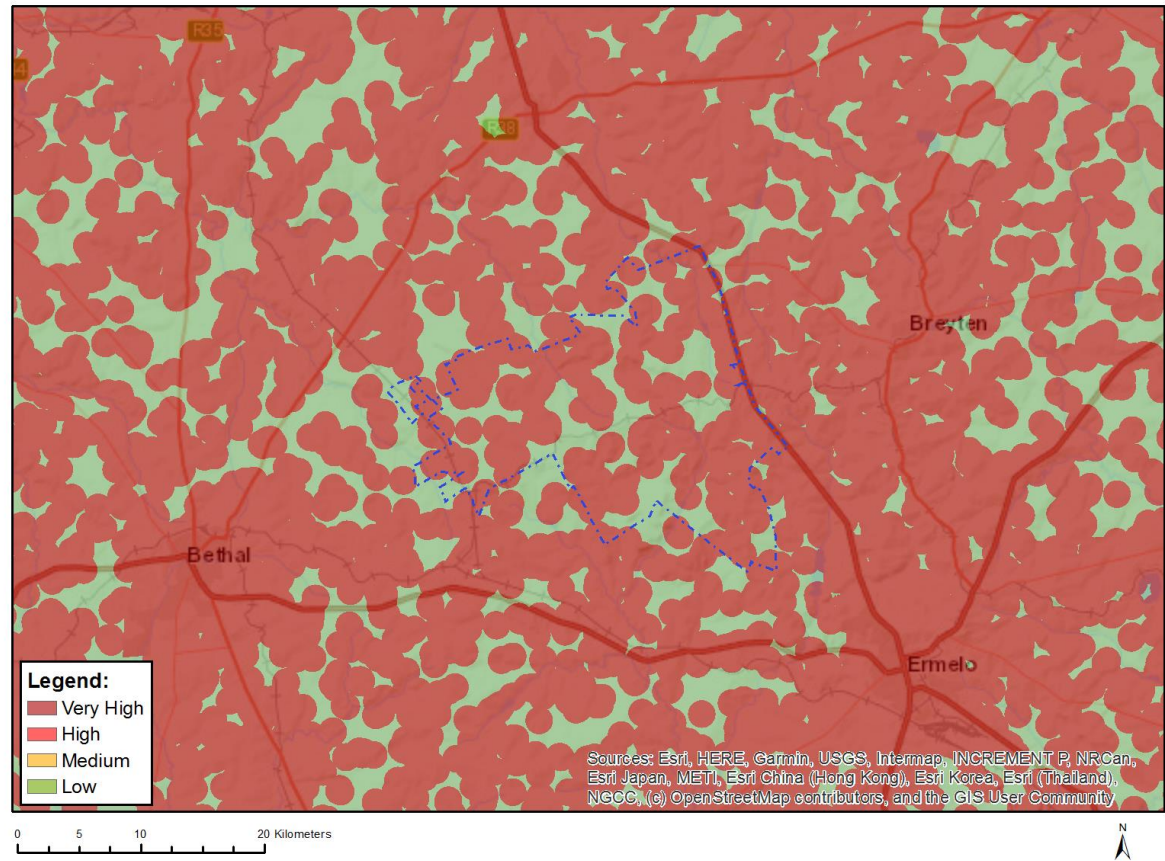 R35
R38
Breyten
Bethal
Ermelo
Legend:
Very High
High
Medium
Low
Sources: Esri, HERE, Garmin, USGS, Intermap, INCREMENT P, NRCan,
Esri Japan, METI, Esri China (Hong Kong), Esri Korea, Esri (Thailand),
NGCC, (c) OpenStreetMap contributors, and the GIS User Community
0 5 10 20 Kilometers
N